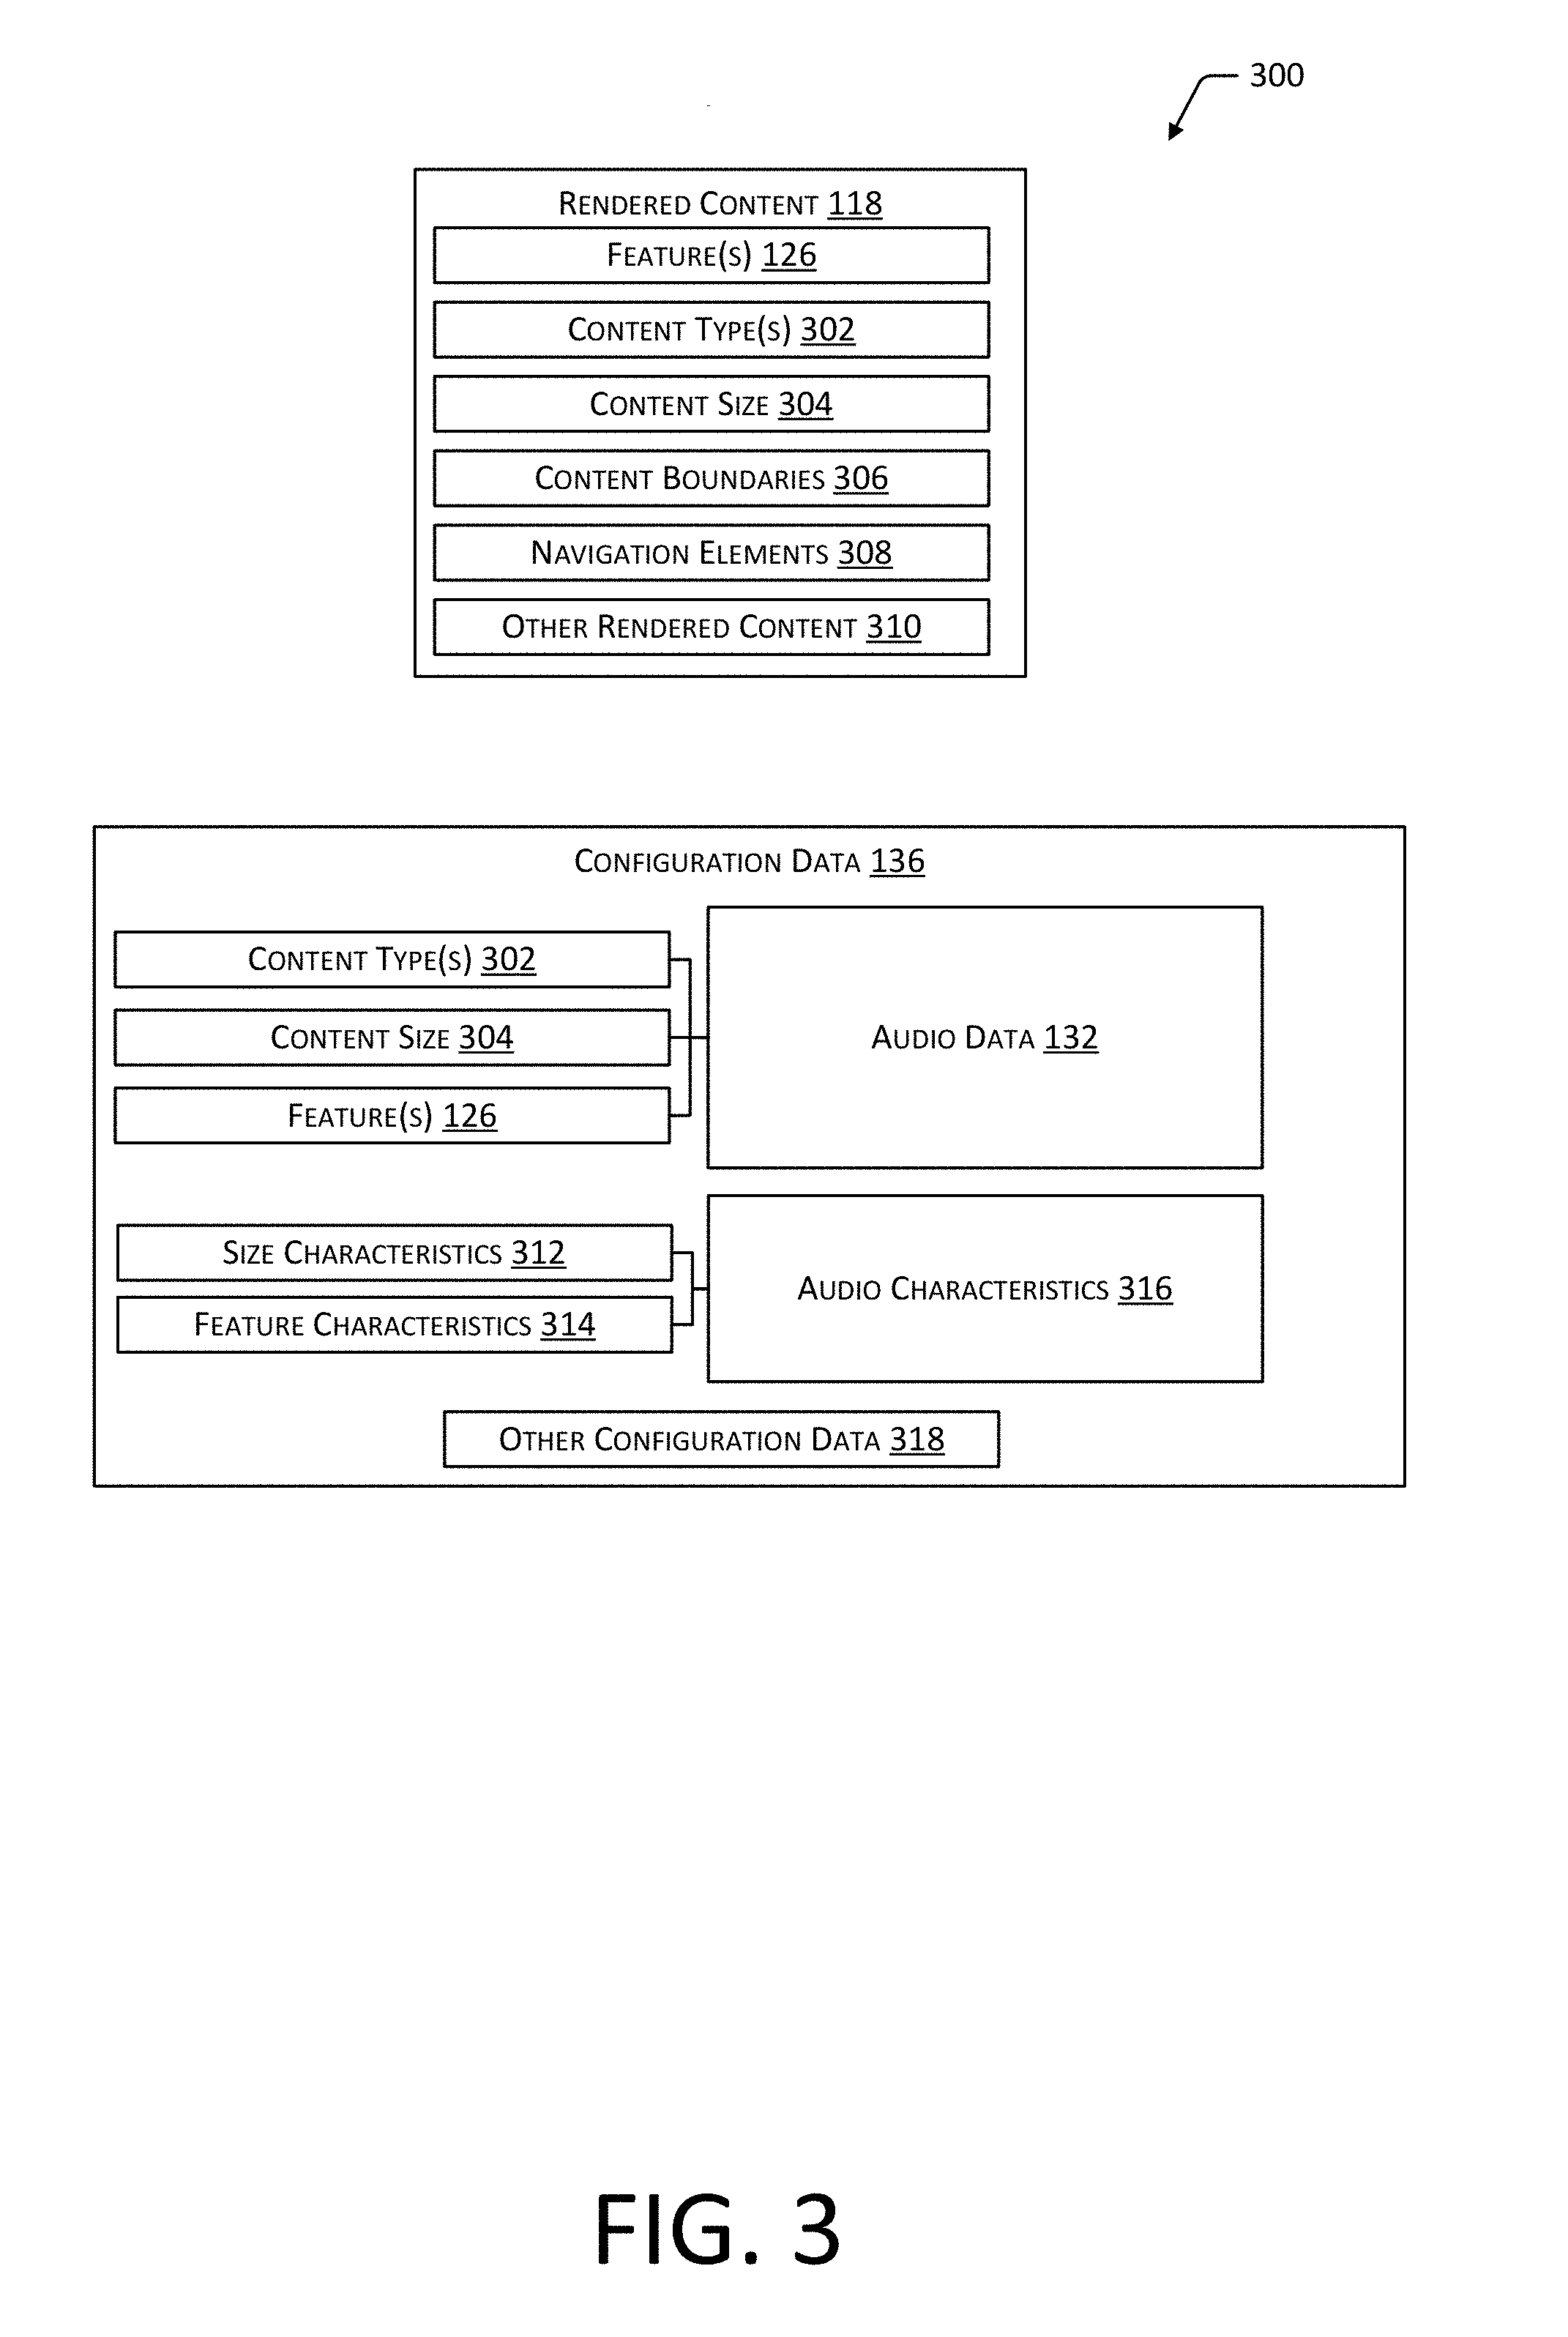 300
Rendered Content 118
Feature(s) 126
Content Type(s) 302
Content Size 304
Content Boundaries 306
Navigation Elements 308
Other Rendered Content 310
Configuration Data 136
Content Type(s) 302
Content Size 304
Feature(s) 126
Audio Data 132
Size Characteristics 312
Feature Characteristics 314
Audio Characteristics 316
Other Configuration Data 318
FIG. 3